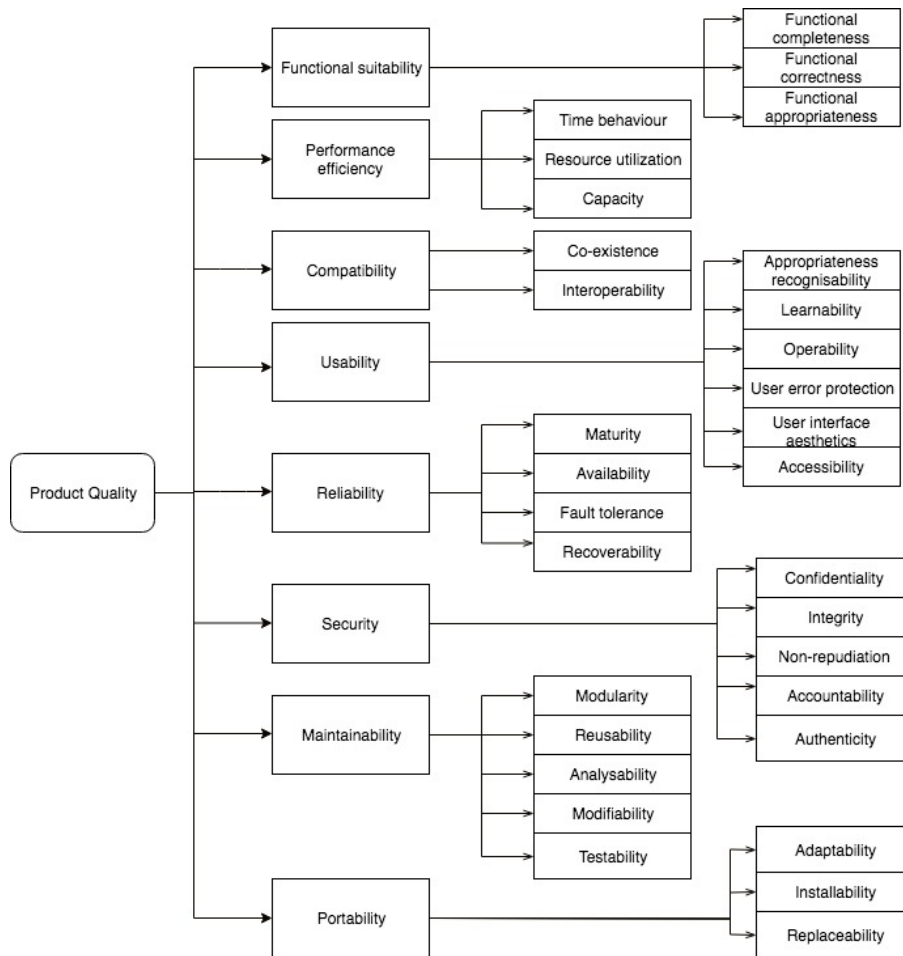 Product Quality
Functional suitability
Functional
completeness
Functional
correctness
Functional
appropriateness
Performance
efficiency
Time behaviour
Resource utilization
Capacity
Compatibility
Co-existence
Interoperability
Usability
Appropriateness
recognisability
Learnability
Operability
User error protection
User interface
aesthetics
Accessibility
Reliability
Maturity
Availability
Fault tolerance
Recoverability
Security
Confidentiality
Integrity
Non-repudiation
Accountability
Authenticity
Maintainability
Modularity
Reusability
Analysability
Modifiability
Testability
Portability
Adaptability
Installability
Replaceability